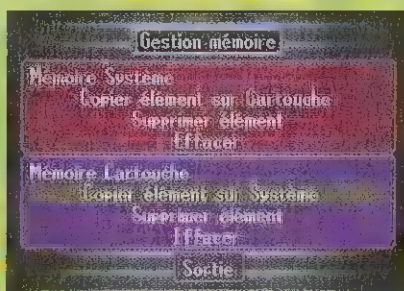 Gestion mémoire
Mémoire Système
Copier élément sur Cartouche
Supprimer élément
Effacer
Mémoire Cartouche
Copier élément sur Système
Supprimer élément
Effacer
Sortie